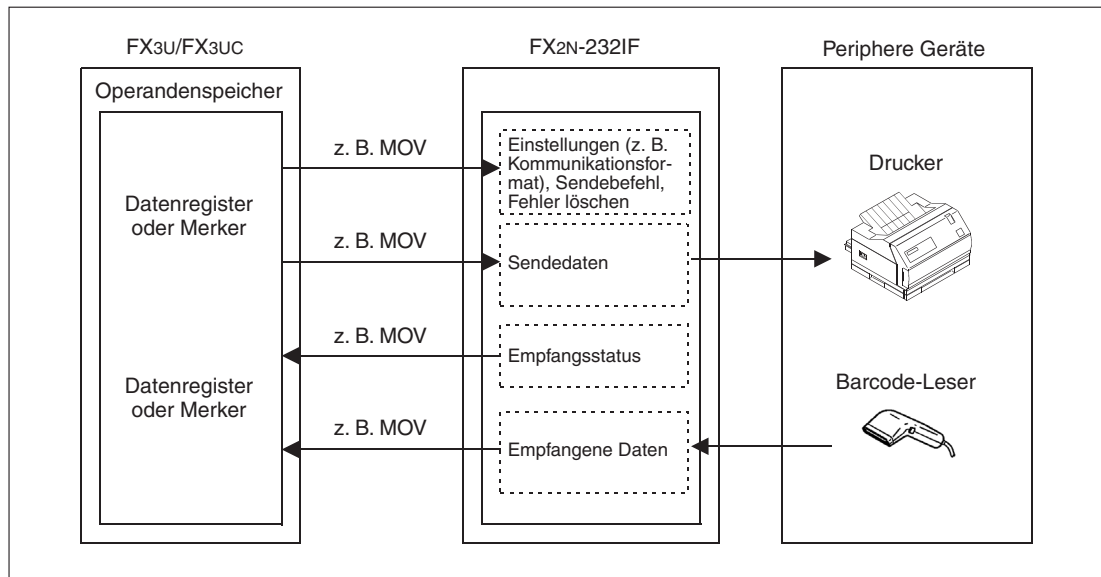 FX3U/FX3UC
FX2N-232IF
Periphere Geräte
Operandenspeicher
z. B. MOV
Einstellungen (z. B.
Kommunikationsfor-
mat), Sendebefehl,
Fehler löschen
Drucker
Datenregister
oder Merker
z. B. MOV
Sendedaten
z. B. MOV
Empfangsstatus
Datenregister
oder Merker
Barcode-Leser
z. B. MOV
Empfangene Daten